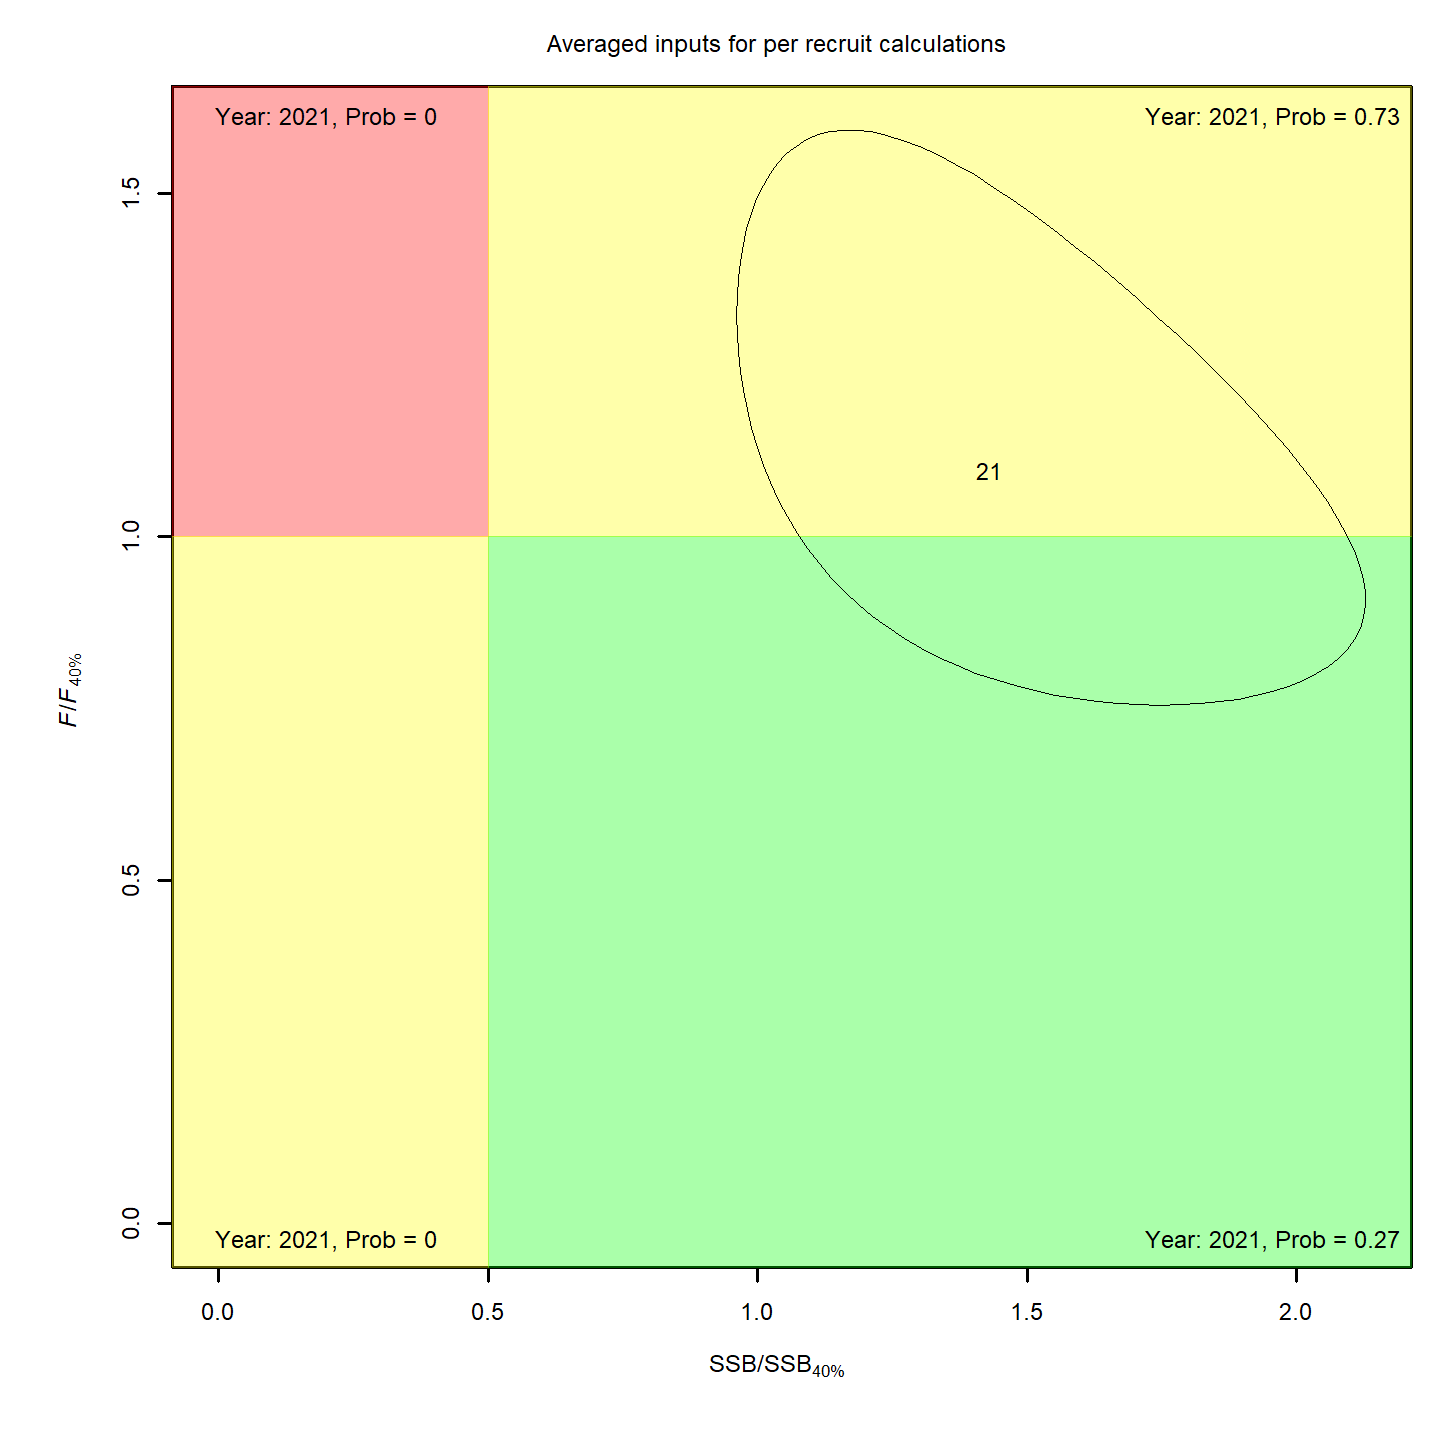 Averaged inputs for per recruit calculations
Year: 2021, Prob = 0
Year: 2021, Prob = 0.73
1.5
21
1.0
F/F40%
0.5
0.0
Year: 2021, Prob = 0
Year: 2021, Prob = 0.27
0.0 0.5 1.0 1.5 2.0
SSB/SSB40%